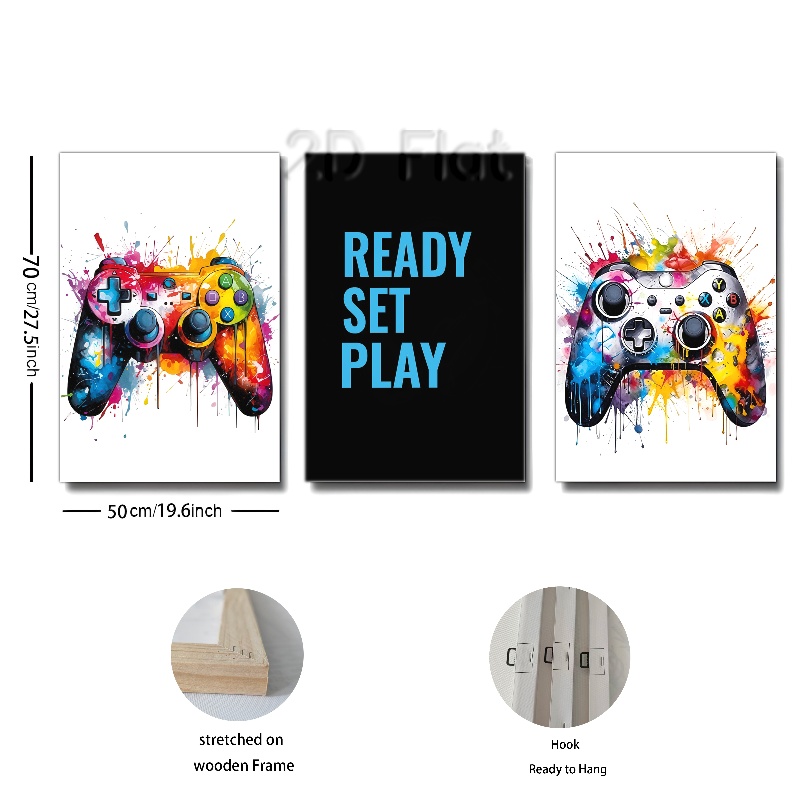 2D Flat
READY
SET
PLAY
A
B
X
Y
X
B
A
70 cm/27.5inch
50 cm/19.6inch
stretched on
wooden Frame
Hook
Ready to Hang